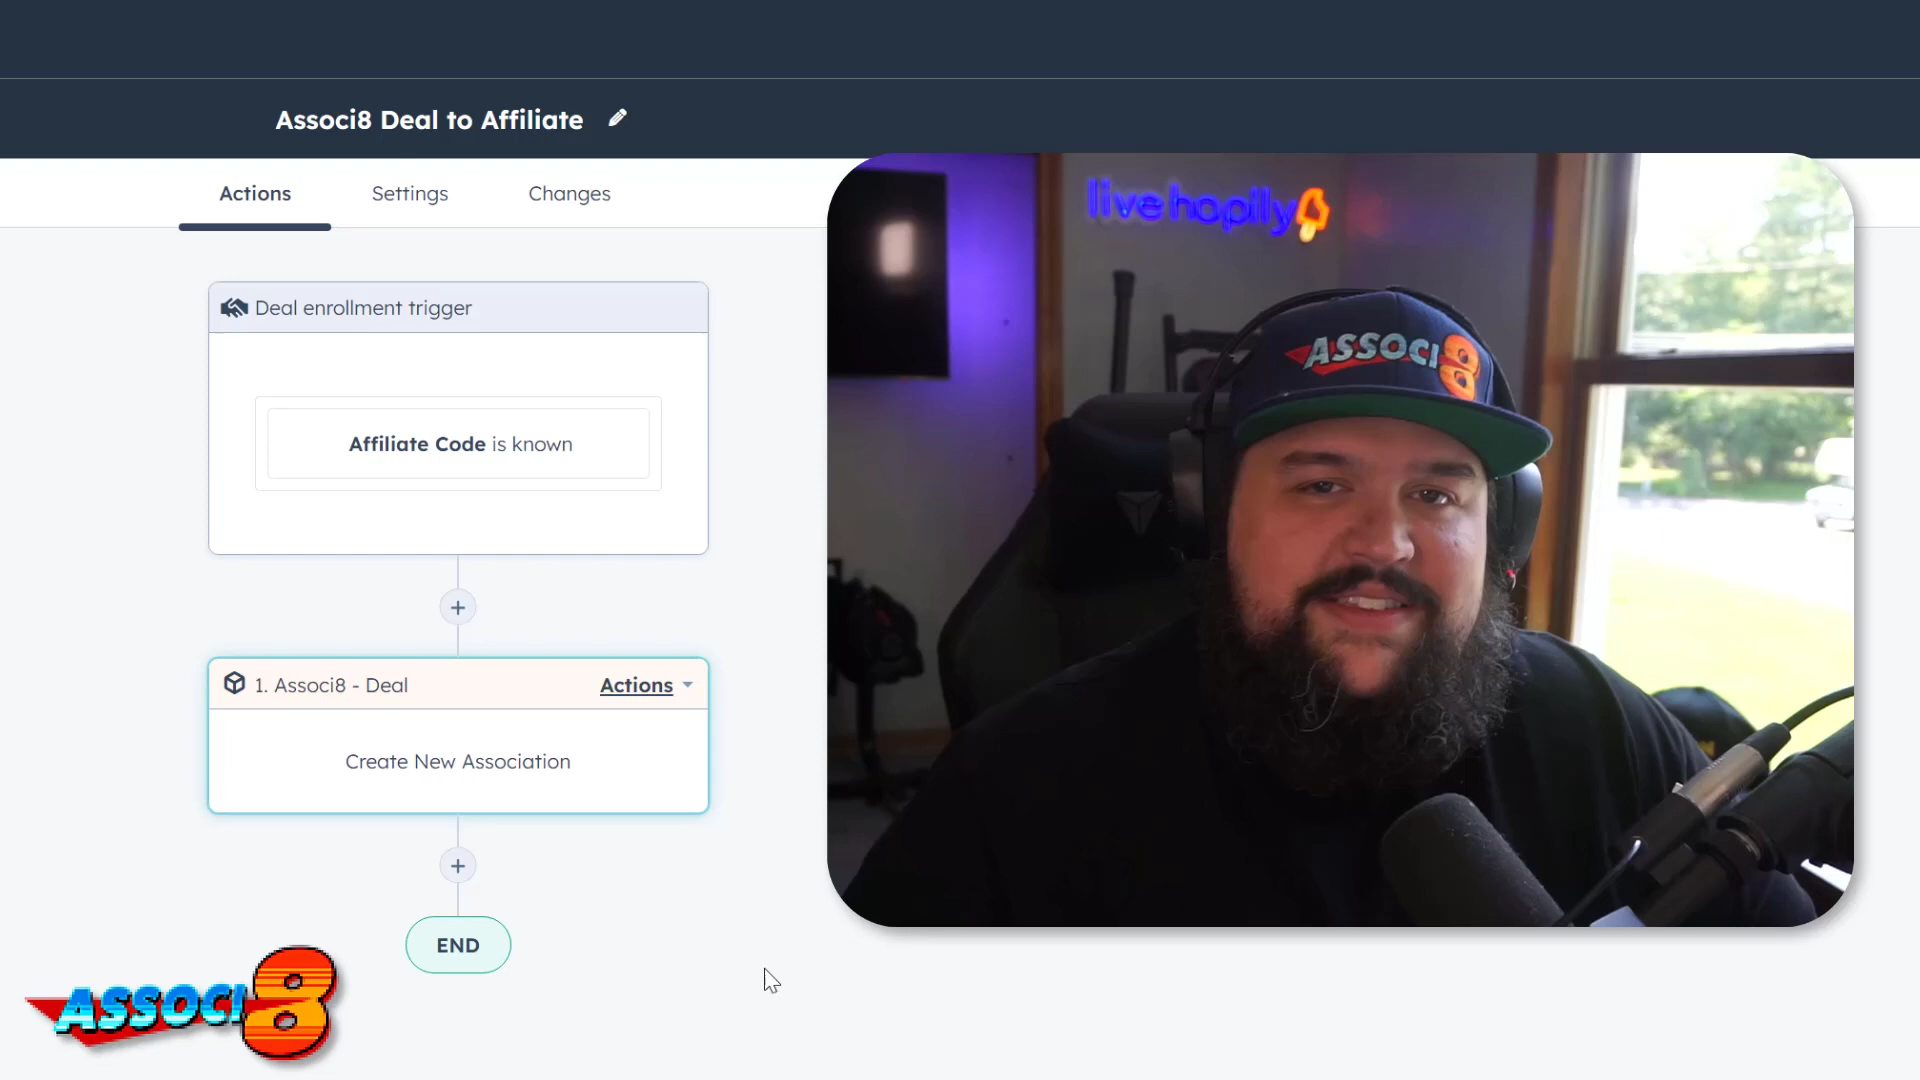 Associ8 Deal to Affiliate
Actions
Settings
Changes
Deal enrollment trigger
Affiliate Code is known
1. Associ8 - Deal
Actions
Create New Association
END
ASSOCI8
live hapily
ASSOCI8